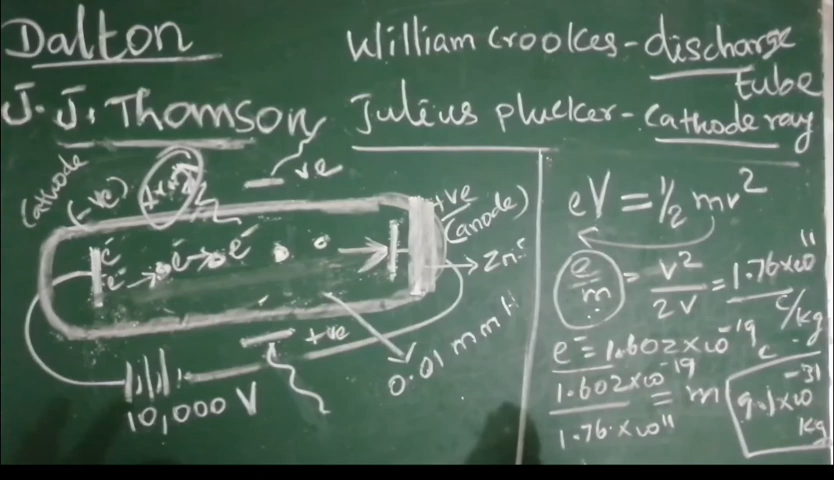 Dalton
William Crookes - discharge
tube
J. J. Thomson
Julius plucker - Cathode ray
Cathode
(-ve)
-ve
+ve
(anode)
e⁻ e⁻ e⁻
e⁻
+ve
0.01 mm
10,000 V
eV = ½ mv²
e/m = v²/2V = 1.76×10¹¹
C/kg
e⁻ = 1.602×10⁻¹⁹ C
1.602×10⁻¹⁹
= m
1.76×10¹¹
9.1×10⁻³¹
kg